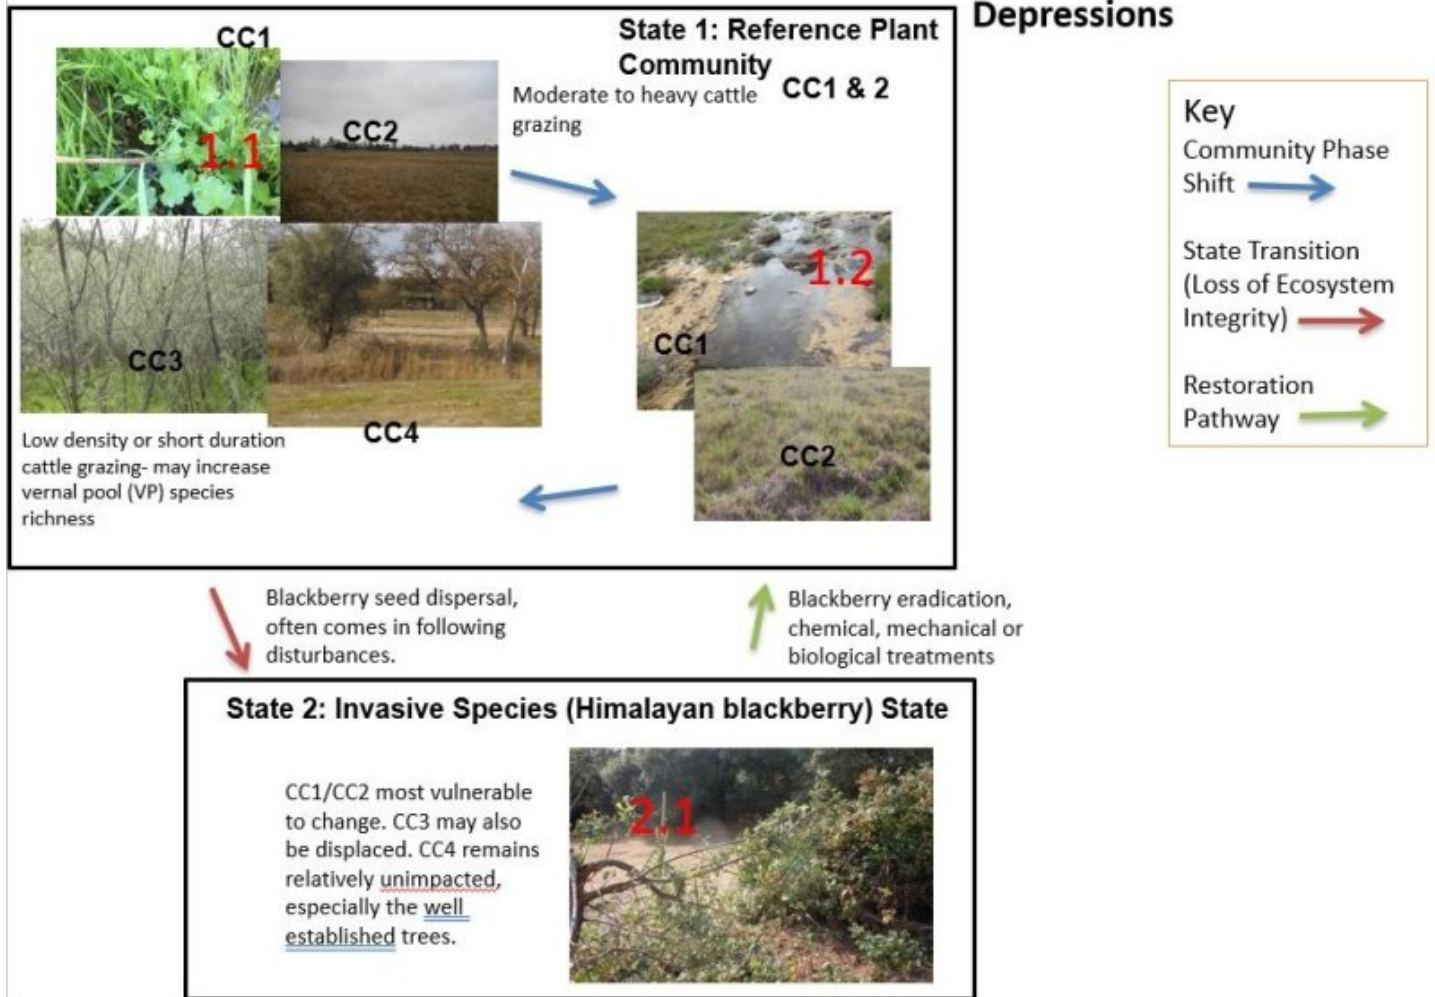 Depressions
State 1: Reference Plant
Community
CC1 & 2
CC1
1.1
CC2
Moderate to heavy cattle
grazing
CC3
CC4
1.2
CC1
CC2
Low density or short duration
cattle grazing- may increase
vernal pool (VP) species
richness
Key
Community Phase
Shift
State Transition
(Loss of Ecosystem
Integrity)
Restoration
Pathway
Blackberry seed dispersal,
often comes in following
disturbances.
Blackberry eradication,
chemical, mechanical or
biological treatments
State 2: Invasive Species (Himalayan blackberry) State
CC1/CC2 most vulnerable
to change. CC3 may also
be displaced. CC4 remains
relatively unimpacted,
especially the well
established trees.
2.1